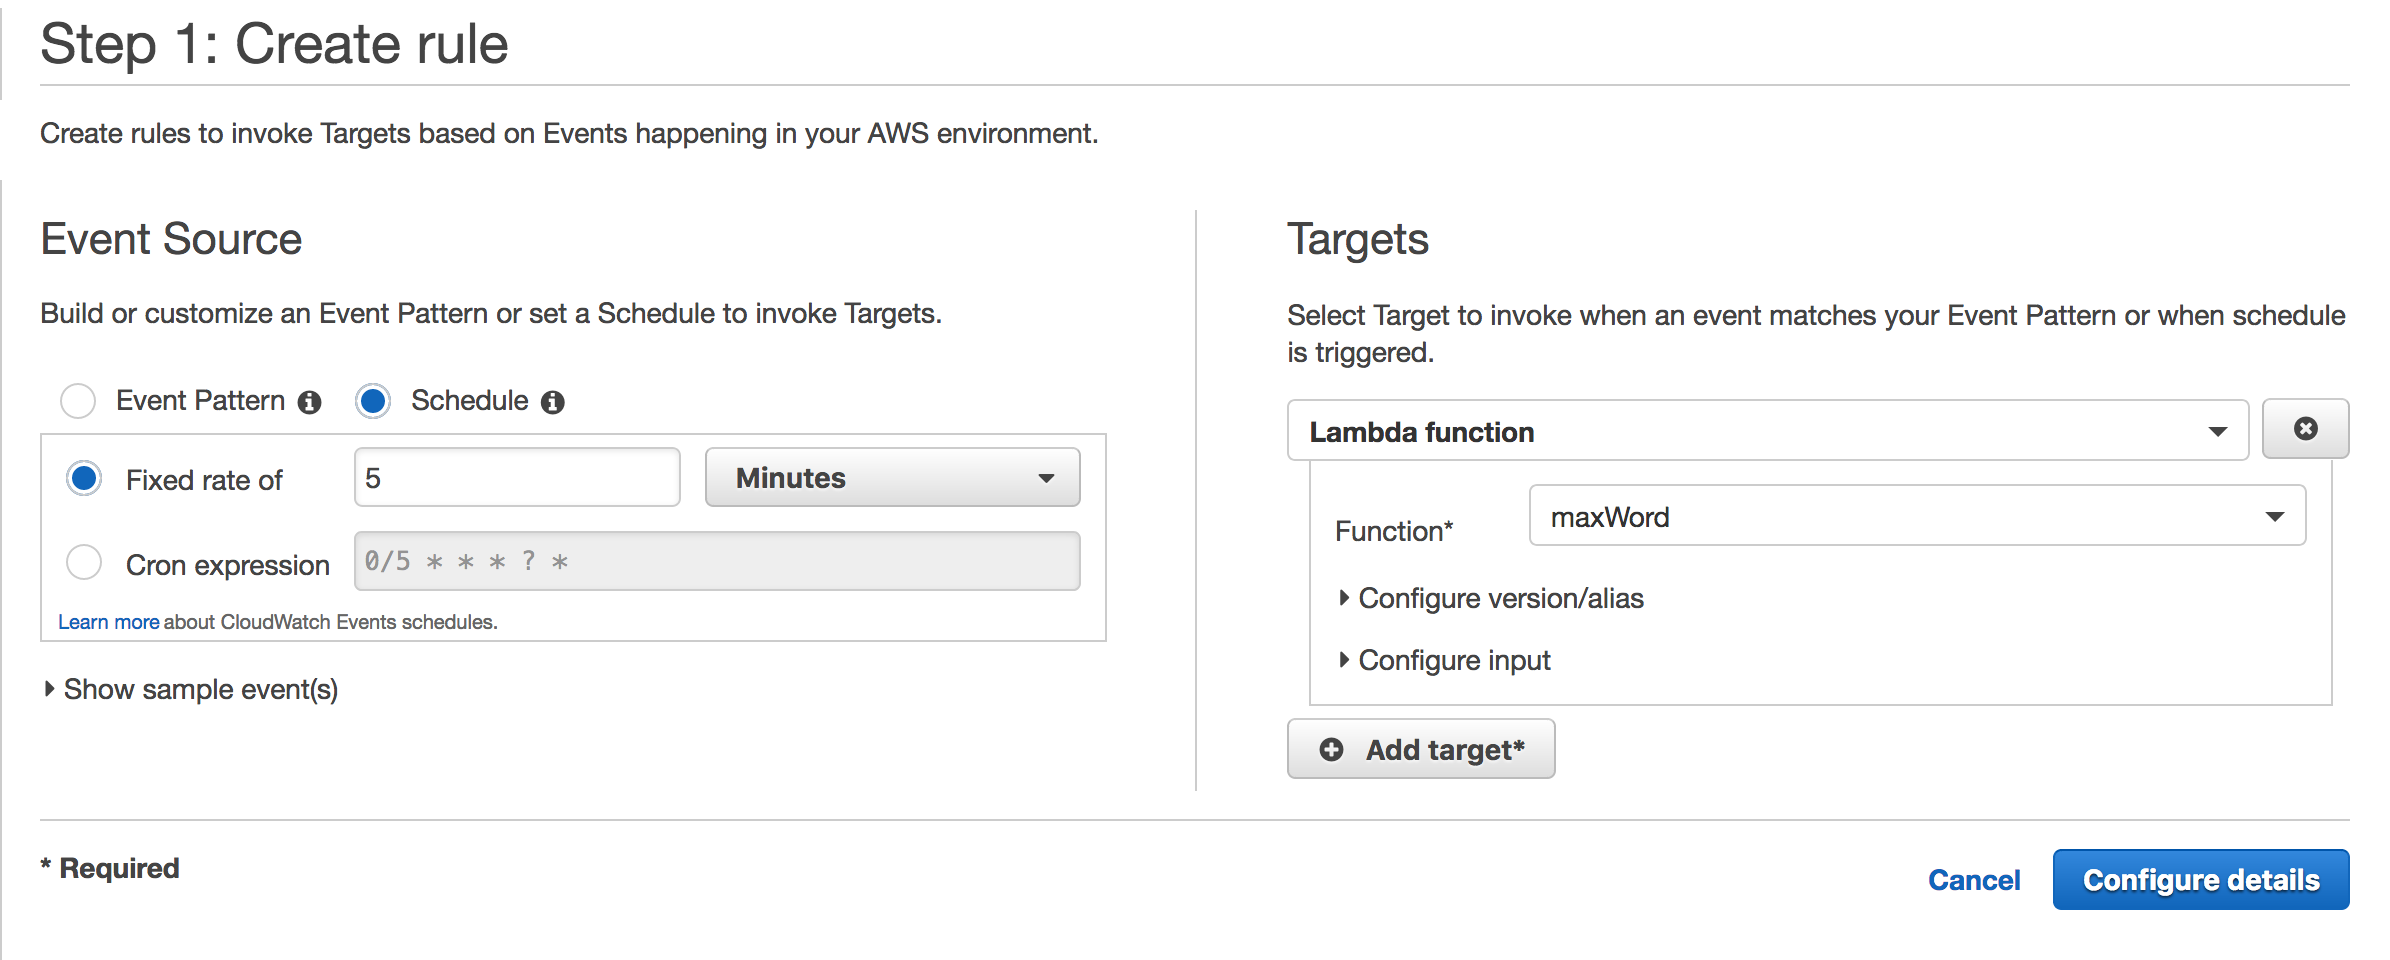 Step 1: Create rule
Create rules to invoke Targets based on Events happening in your AWS environment.
Event Source
Build or customize an Event Pattern or set a Schedule to invoke Targets.
Event Pattern Schedule
Fixed rate of 5 Minutes
Cron expression 0/5 * * * ? *
Learn more about CloudWatch Events schedules.
Show sample event(s)
Targets
Select Target to invoke when an event matches your Event Pattern or when schedule
is triggered.
Lambda function
Function* maxWord
Configure version/alias
Configure input
Add target*
* Required
Cancel Configure details